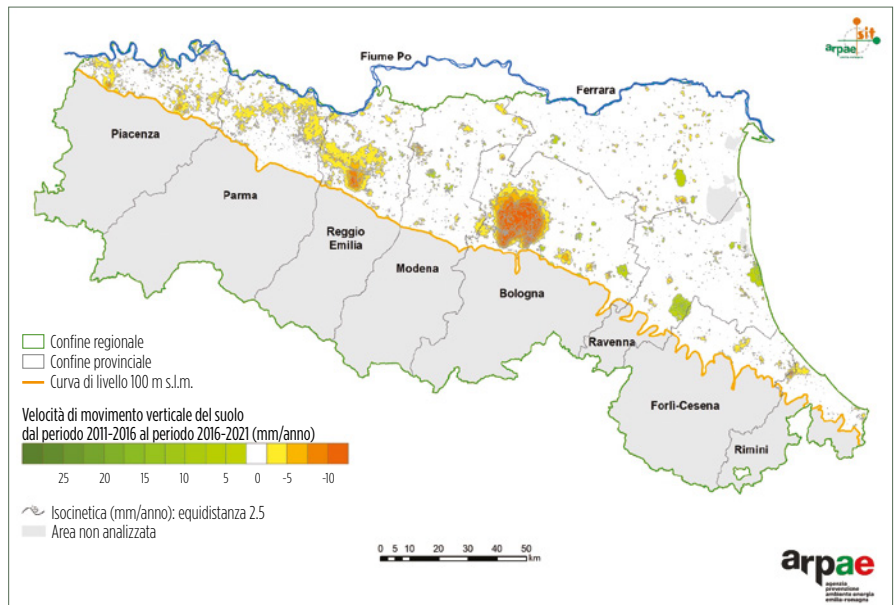 sit
arpae
Fiume Po
Ferrara
Piacenza
Parma
Reggio
Emilia
Modena
Bologna
Ravenna
Forlì-Cesena
Rimini
Confine regionale
Confine provinciale
Curva di livello 100 m s.l.m.
Velocità di movimento verticale del suolo
dal periodo 2011-2016 al periodo 2016-2021 (mm/anno)
25 20 15 10 5 0 -5 -10
Isocinetica (mm/anno): equidistanza 2.5
Area non analizzata
0 5 10 20 30 40 50
km
arpae
agenzia
prevenzione
ambiente energia
emilia-romagna